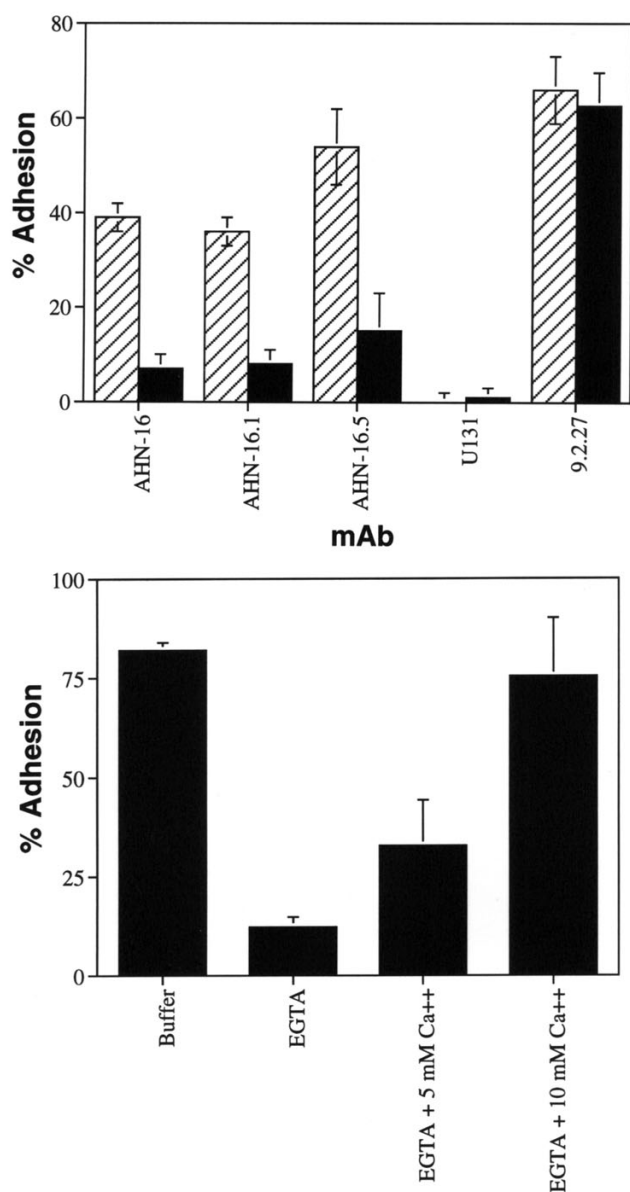 80
60
40
20
0
% Adhesion
AHN-16
AHN-16.1
AHN-16.5
U131
9.2.27
mAb
100
75
50
25
0
% Adhesion
Buffer
EGTA
EGTA + 5 mM Ca++
EGTA + 10 mM Ca++